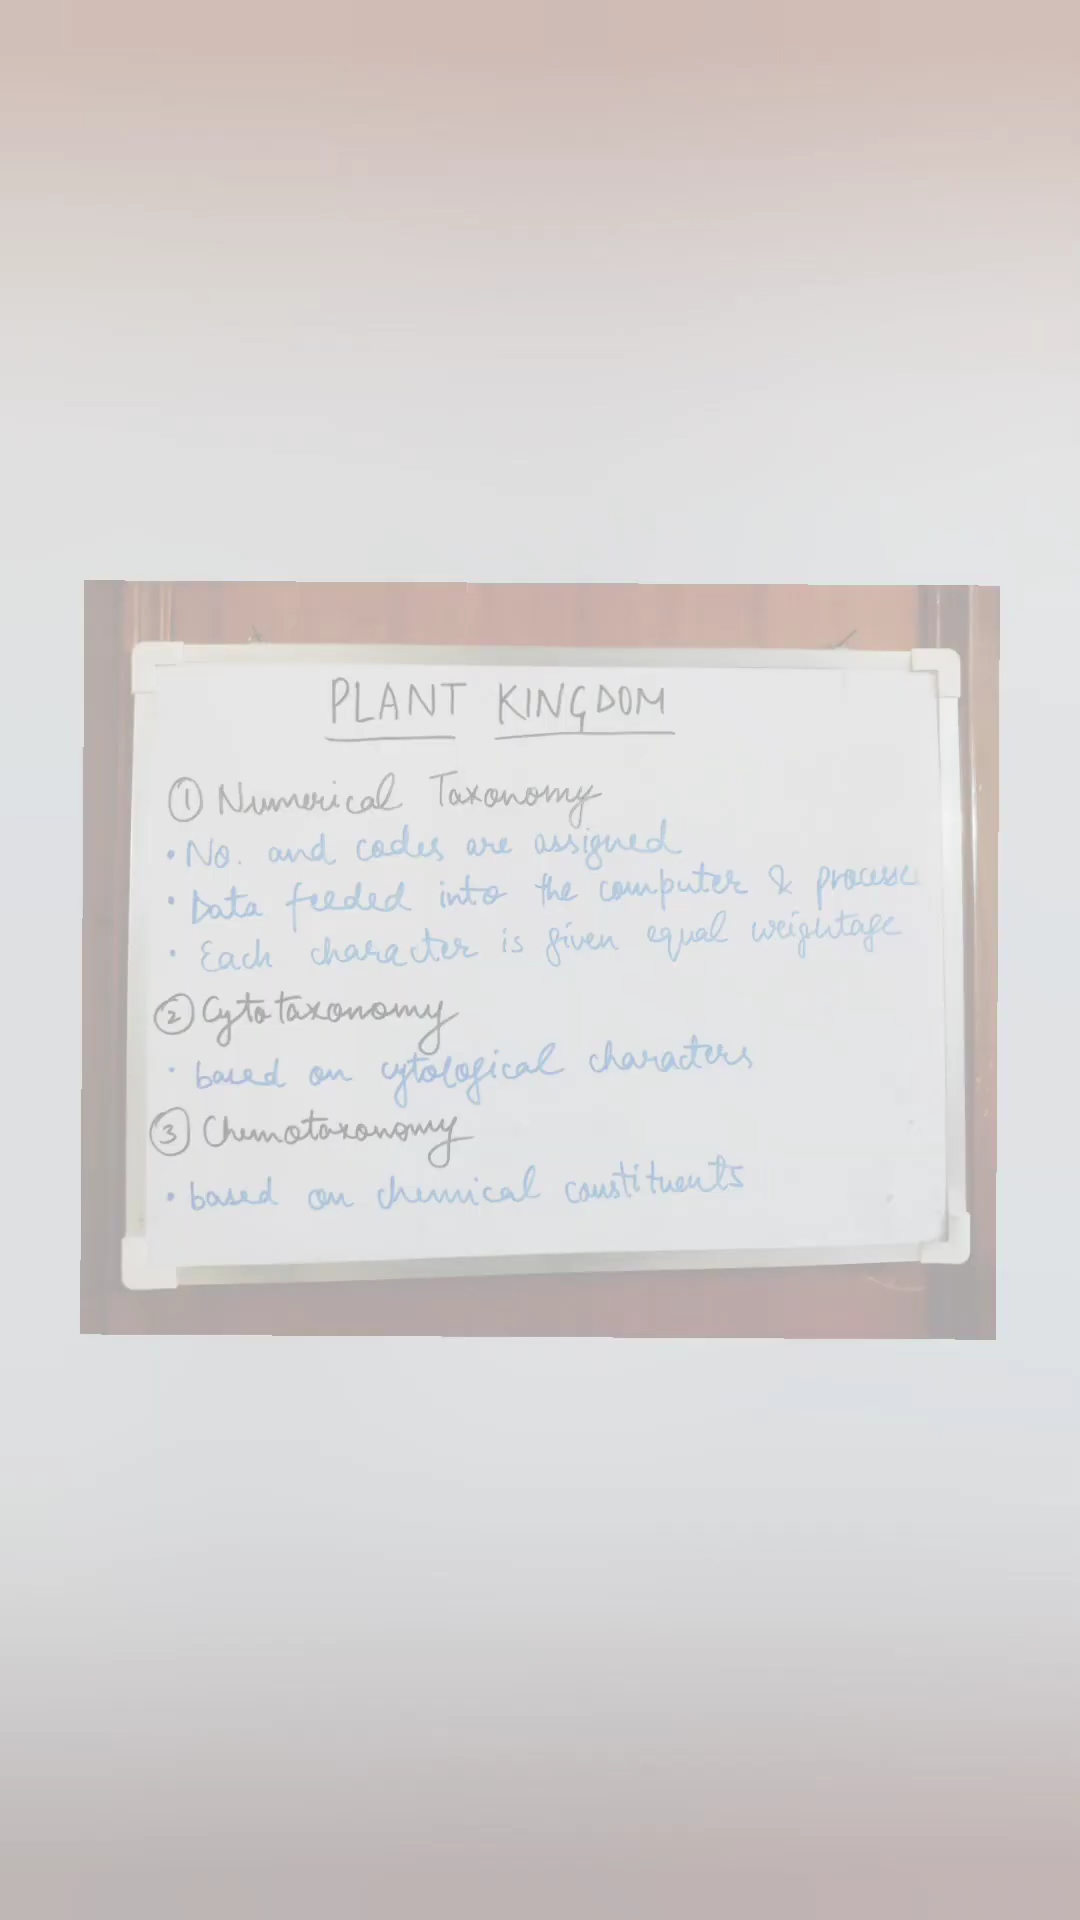 PLANT KINGDOM
① Numerical Taxonomy
• No. and codes are assigned
• Data feeded into the computer & processe
• Each character is given equal weightage
② Cytotaxonomy
• based on cytological characters
③ Chemotaxonomy
• based on chemical constituents